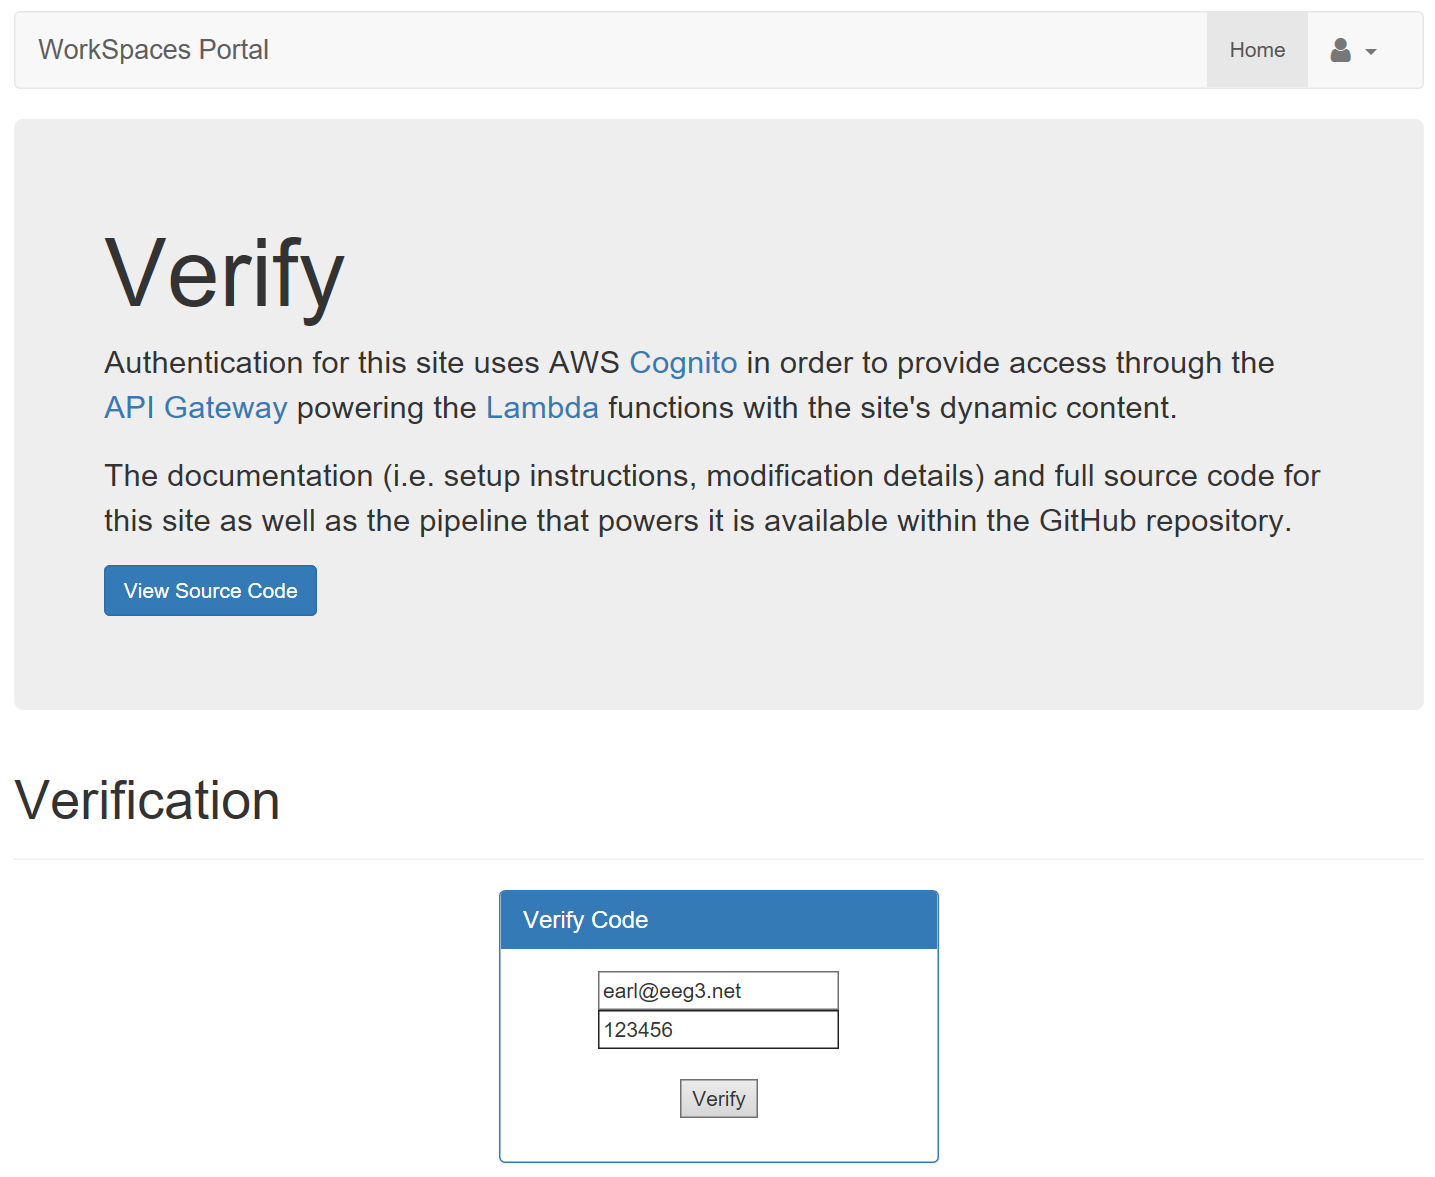 WorkSpaces Portal
Home
Verify
Authentication for this site uses AWS Cognito in order to provide access through the
API Gateway powering the Lambda functions with the site's dynamic content.
The documentation (i.e. setup instructions, modification details) and full source code for
this site as well as the pipeline that powers it is available within the GitHub repository.
View Source Code
Verification
Verify Code
earl@eeg3.net
123456
Verify